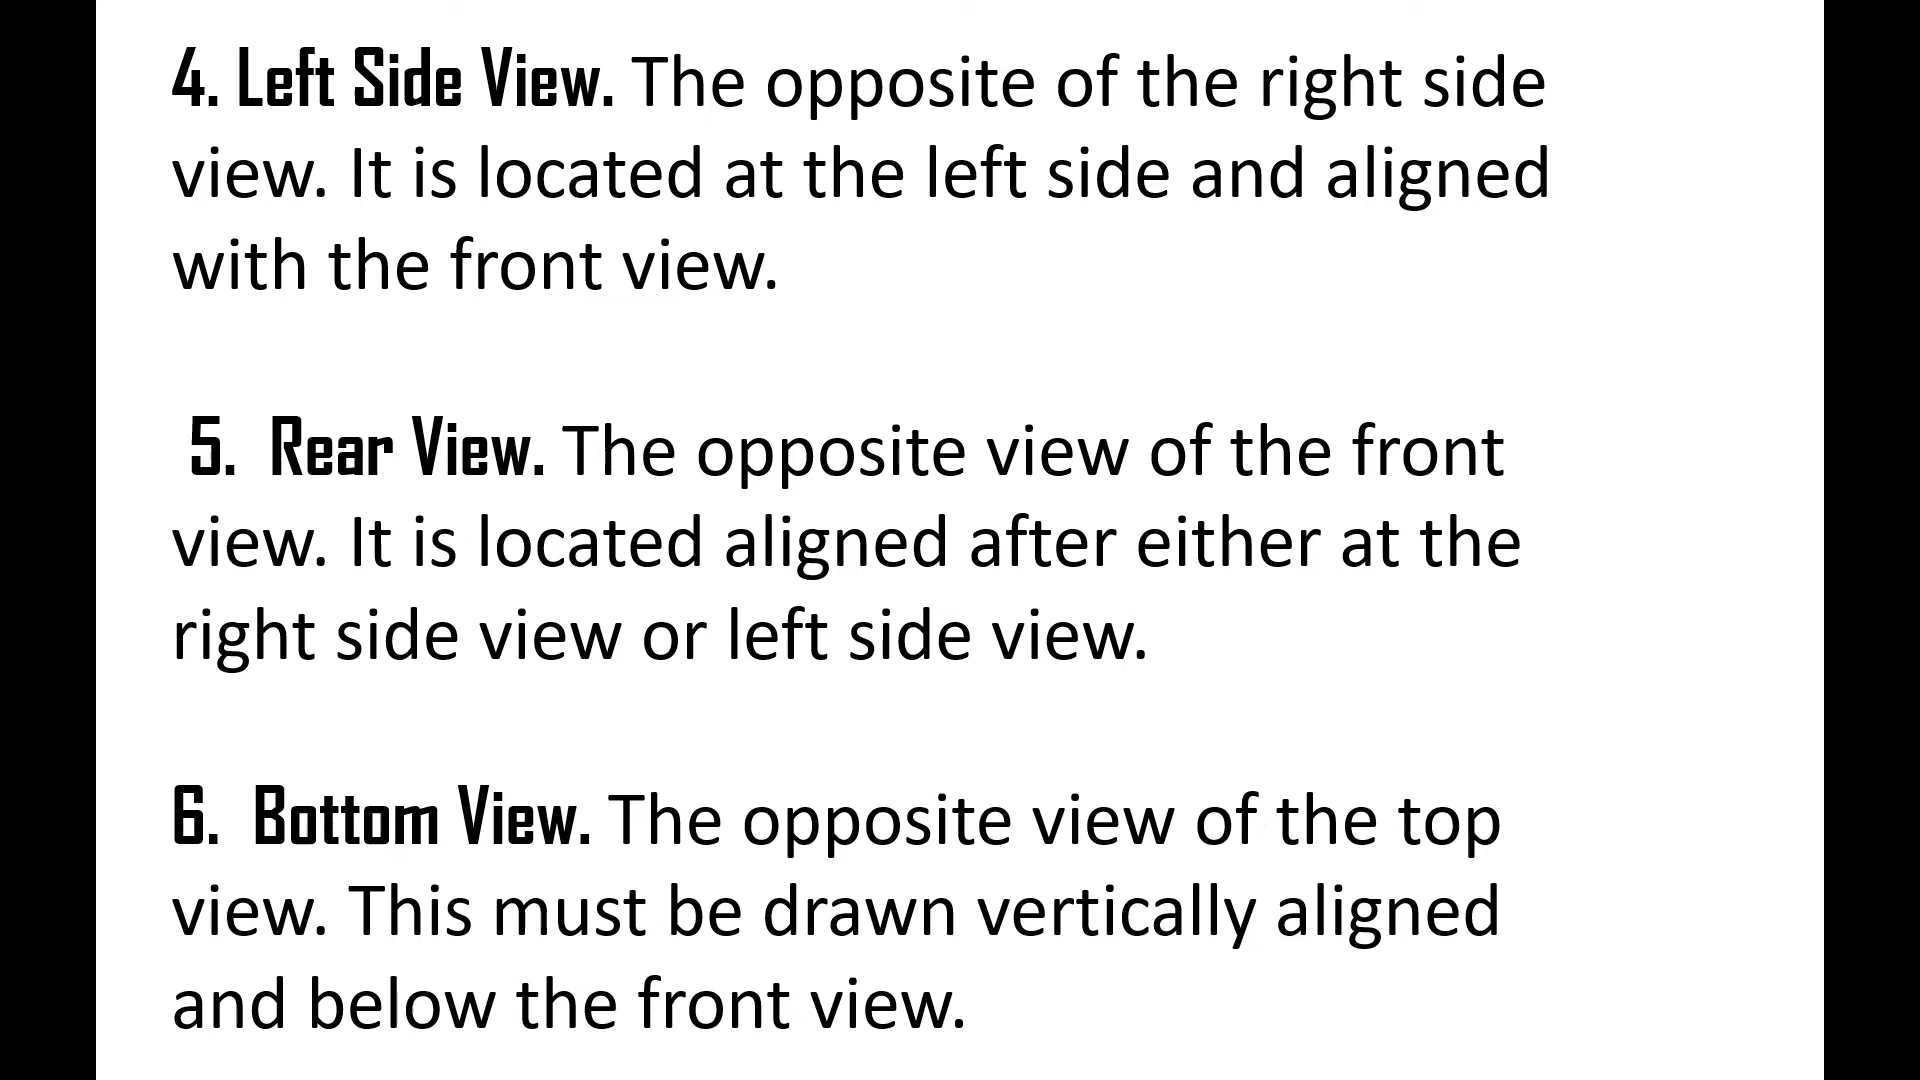 4. Left Side View. The opposite of the right side
view. It is located at the left side and aligned
with the front view.
5. Rear View. The opposite view of the front
view. It is located aligned after either at the
right side view or left side view.
6. Bottom View. The opposite view of the top
view. This must be drawn vertically aligned
and below the front view.